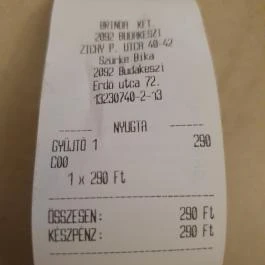 BRINDA KFT.
2092 BUDAKESZI
ZICHY P. UTCA 40-42
Szürke Bika
2092 Budakeszi
Erdő utca 72.
13230740-2-13
NYUGTA
GYŰJTŐ 1 290
C00
1 x 290 Ft
ÖSSZESEN: 290 Ft
KÉSZPÉNZ: 290 Ft